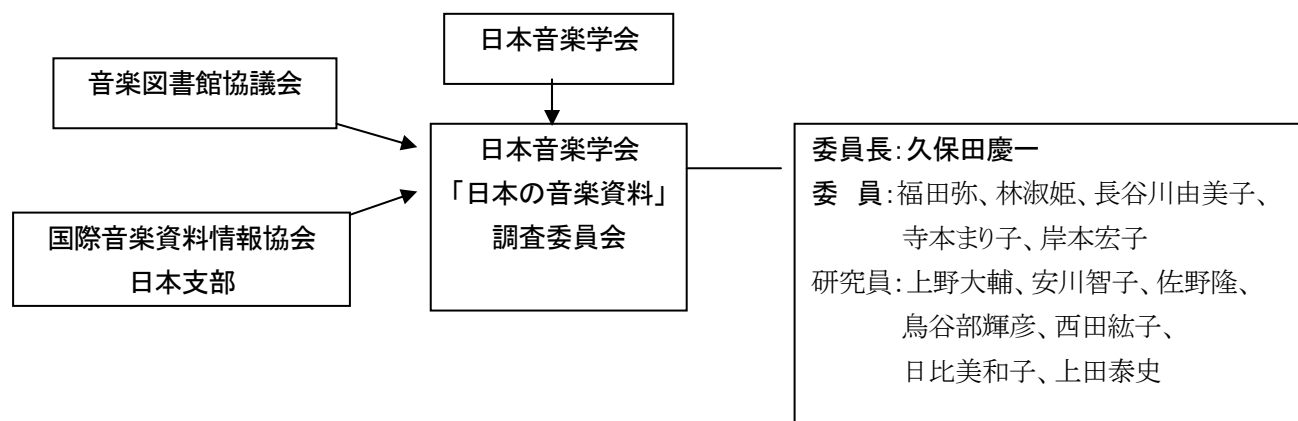 日本音楽学会
音楽図書館協議会
日本音楽学会
「日本の音楽資料」
調査委員会
国際音楽資料情報協会
日本支部
委員長:久保田慶一
委　員:福田弥、林淑姫、長谷川由美子、
寺本まり子、岸本宏子
研究員:上野大輔、安川智子、佐野隆、
鳥谷部輝彦、西田紘子、
日比美和子、上田泰史